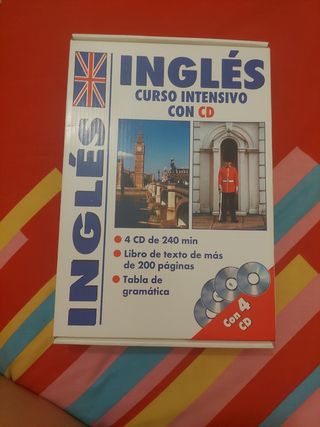 INGLÉS
INGLÉS
CURSO INTENSIVO
CON CD
4 CD de 240 min
Libro de texto de más
de 200 páginas
Tabla de
gramática
Con 4
CD